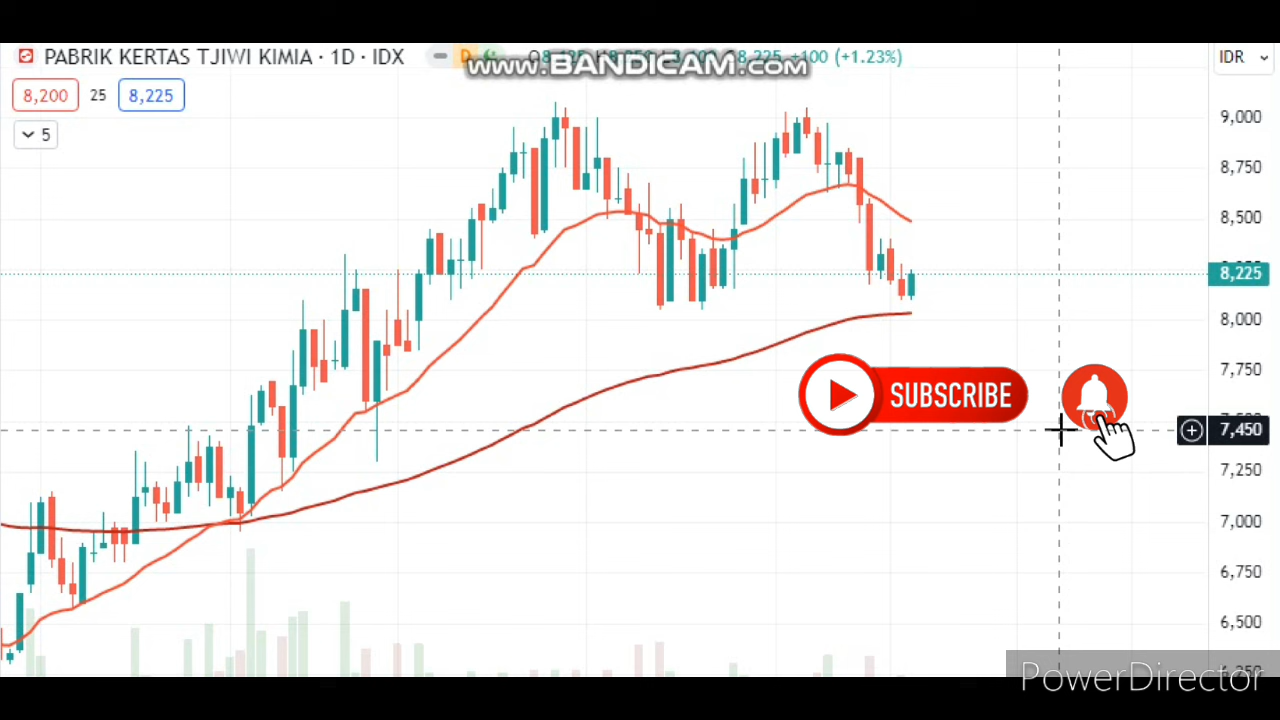 PABRIK KERTAS TJIWI KIMIA · 1D · IDX
www.BANDICAM.com
8,225 +100 (+1.23%)
IDR
8,200 25 8,225
5
9,000
8,750
8,500
8,225
8,000
7,750
SUBSCRIBE
7,450
7,250
7,000
6,750
6,500
PowerDirector